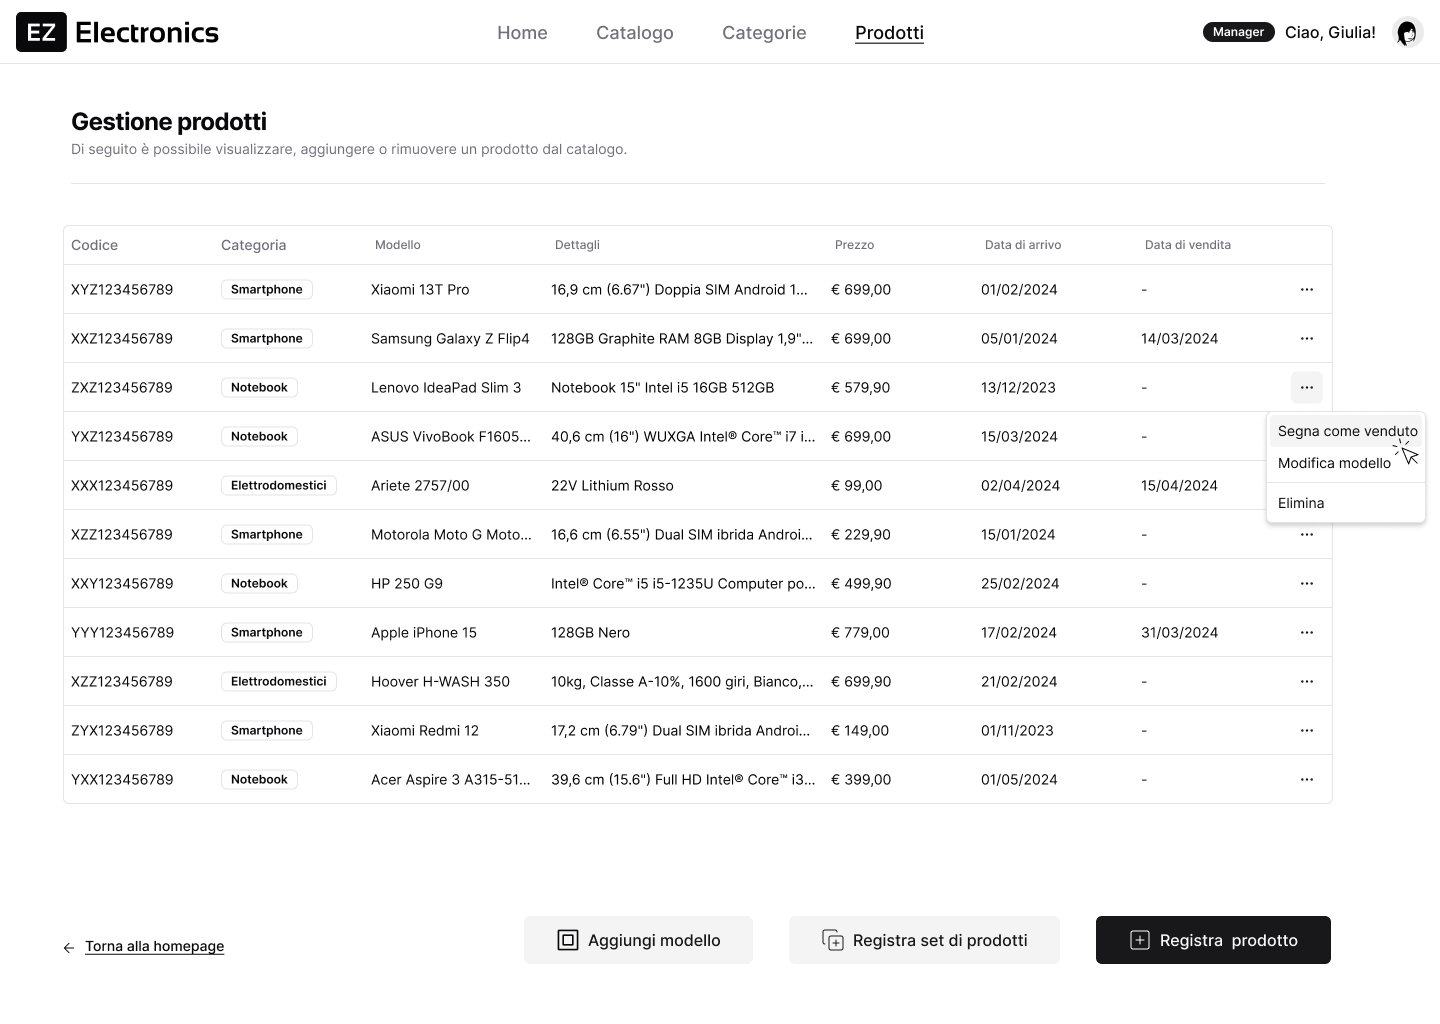 EZ Electronics Home Catalogo Categorie Prodotti Manager Ciao, Giulia!
Gestione prodotti
Di seguito è possibile visualizzare, aggiungere o rimuovere un prodotto dal catalogo.
Codice Categoria Modello Dettagli Prezzo Data di arrivo Data di vendita
XYZ123456789 Smartphone Xiaomi 13T Pro 16,9 cm (6.67") Doppia SIM Android 1... € 699,00 01/02/2024 - ...
XXZ123456789 Smartphone Samsung Galaxy Z Flip4 128GB Graphite RAM 8GB Display 1,9"... € 699,00 05/01/2024 14/03/2024 ...
ZXZ123456789 Notebook Lenovo IdeaPad Slim 3 Notebook 15" Intel i5 16GB 512GB € 579,90 13/12/2023 - ...
YXZ123456789 Notebook ASUS VivoBook F1605... 40,6 cm (16") WUXGA Intel® Core™ i7 i... € 699,00 15/03/2024 -
Segna come venduto
Modifica modello
Elimina
XXX123456789 Elettrodomestici Ariete 2757/00 22V Lithium Rosso € 99,00 02/04/2024 15/04/2024
XZZ123456789 Smartphone Motorola Moto G Moto... 16,6 cm (6.55") Dual SIM ibrida Androi... € 229,90 15/01/2024 - ...
XXY123456789 Notebook HP 250 G9 Intel® Core™ i5 i5-1235U Computer po... € 499,90 25/02/2024 - ...
YYY123456789 Smartphone Apple iPhone 15 128GB Nero € 779,00 17/02/2024 31/03/2024 ...
XZZ123456789 Elettrodomestici Hoover H-WASH 350 10kg, Classe A-10%, 1600 giri, Bianco,... € 699,90 21/02/2024 - ...
ZYX123456789 Smartphone Xiaomi Redmi 12 17,2 cm (6.79") Dual SIM ibrida Androi... € 149,00 01/11/2023 - ...
YXX123456789 Notebook Acer Aspire 3 A315-51... 39,6 cm (15.6") Full HD Intel® Core™ i3... € 399,00 01/05/2024 - ...
Torna alla homepage Aggiungi modello Registra set di prodotti Registra prodotto